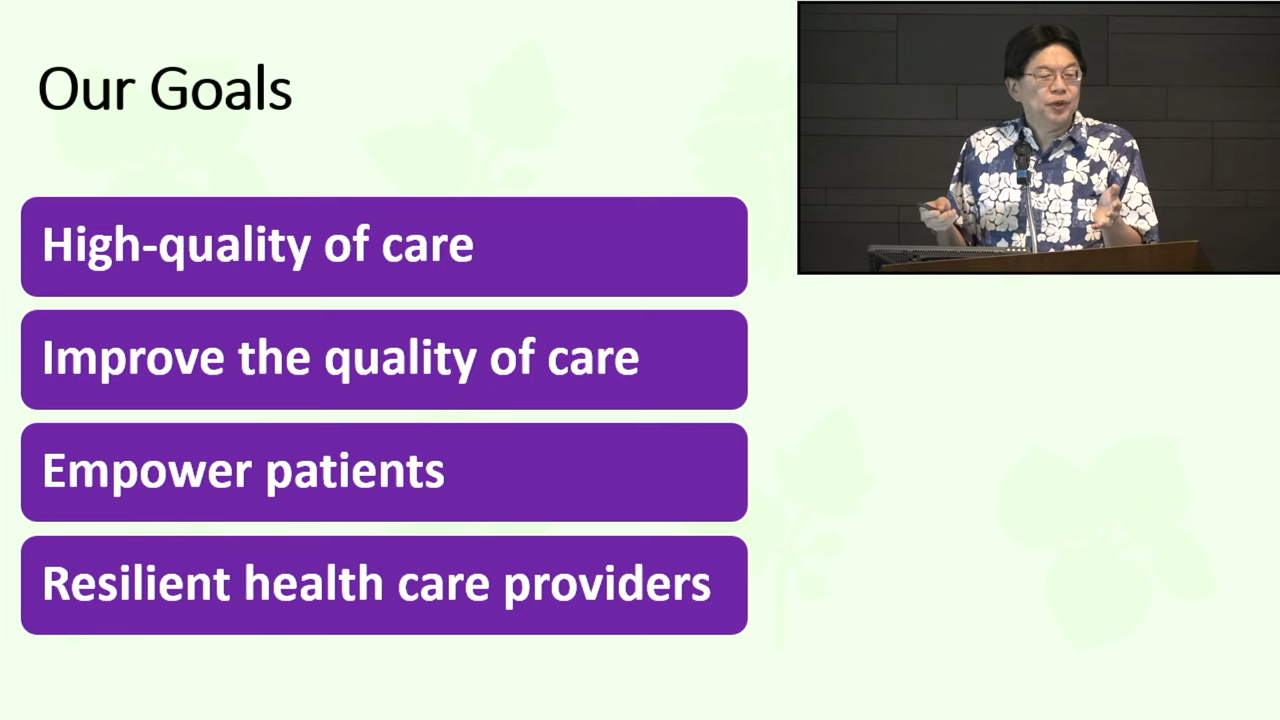 Our Goals
High-quality of care
Improve the quality of care
Empower patients
Resilient health care providers